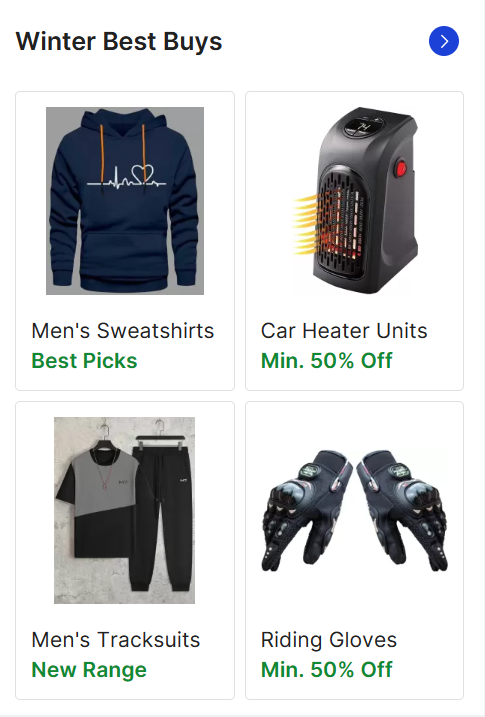 Winter Best Buys
74
Men's Sweatshirts
Best Picks
Car Heater Units
Min. 50% Off
Men's Tracksuits
New Range
Riding Gloves
Min. 50% Off